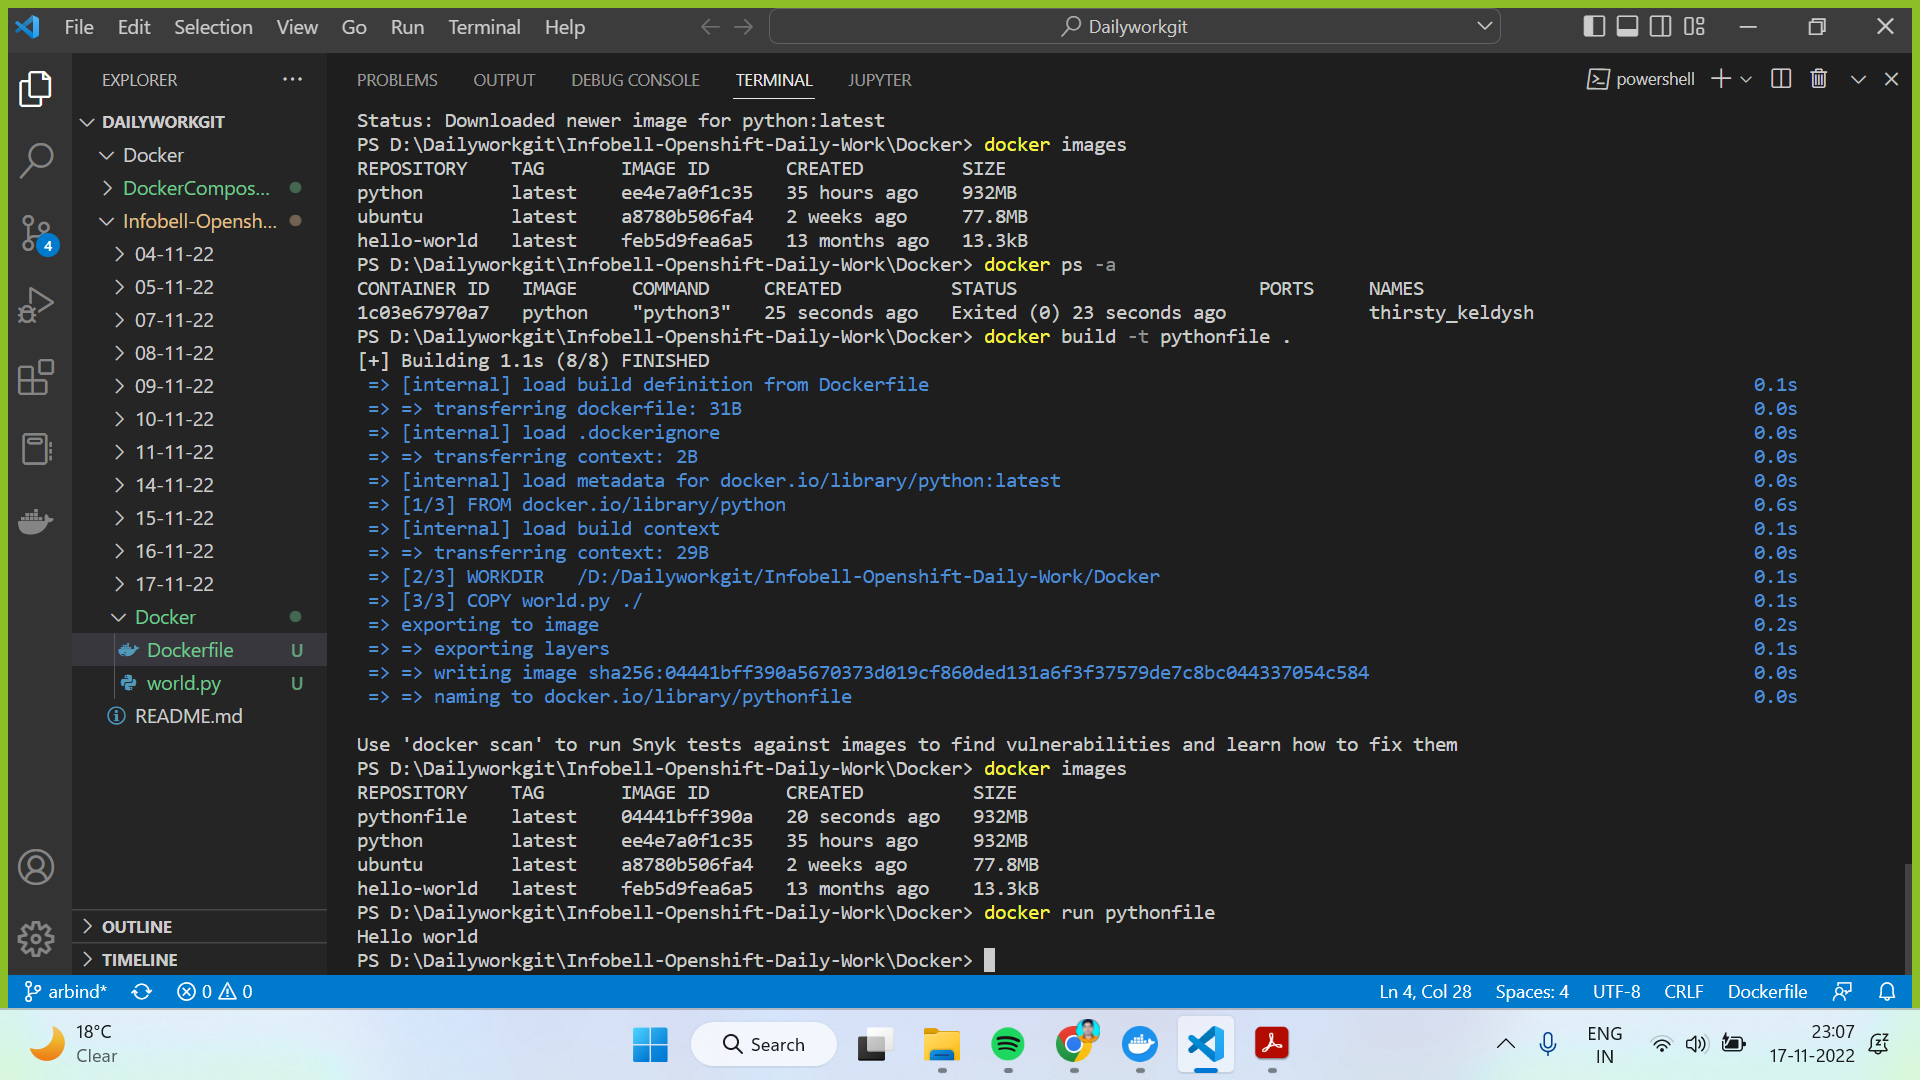 File Edit Selection View Go Run Terminal Help
Dailyworkgit
EXPLORER
DAILYWORKGIT
Docker
DockerCompos...
Infobell-Opensh...
04-11-22
05-11-22
07-11-22
08-11-22
09-11-22
10-11-22
11-11-22
14-11-22
15-11-22
16-11-22
17-11-22
Docker
Dockerfile U
world.py U
README.md
OUTLINE
TIMELINE
4
PROBLEMS OUTPUT DEBUG CONSOLE TERMINAL JUPYTER
powershell
Status: Downloaded newer image for python:latest
PS D:\Dailyworkgit\Infobell-Openshift-Daily-Work\Docker> docker images
REPOSITORY TAG IMAGE ID CREATED SIZE
python latest ee4e7a0f1c35 35 hours ago 932MB
ubuntu latest a8780b506fa4 2 weeks ago 77.8MB
hello-world latest feb5d9fea6a5 13 months ago 13.3kB
PS D:\Dailyworkgit\Infobell-Openshift-Daily-Work\Docker> docker ps -a
CONTAINER ID IMAGE COMMAND CREATED STATUS PORTS NAMES
1c03e67970a7 python "python3" 25 seconds ago Exited (0) 23 seconds ago thirsty_keldysh
PS D:\Dailyworkgit\Infobell-Openshift-Daily-Work\Docker> docker build -t pythonfile .
[+] Building 1.1s (8/8) FINISHED
=> [internal] load build definition from Dockerfile 0.1s
=> => transferring dockerfile: 31B 0.0s
=> [internal] load .dockerignore 0.0s
=> => transferring context: 2B 0.0s
=> [internal] load metadata for docker.io/library/python:latest 0.0s
=> [1/3] FROM docker.io/library/python 0.6s
=> [internal] load build context 0.1s
=> => transferring context: 29B 0.0s
=> [2/3] WORKDIR /D:/Dailyworkgit/Infobell-Openshift-Daily-Work/Docker 0.1s
=> [3/3] COPY world.py ./ 0.1s
=> exporting to image 0.2s
=> => exporting layers 0.1s
=> => writing image sha256:04441bff390a5670373d019cf860ded131a6f3f37579de7c8bc044337054c584 0.0s
=> => naming to docker.io/library/pythonfile 0.0s
Use 'docker scan' to run Snyk tests against images to find vulnerabilities and learn how to fix them
PS D:\Dailyworkgit\Infobell-Openshift-Daily-Work\Docker> docker images
REPOSITORY TAG IMAGE ID CREATED SIZE
pythonfile latest 04441bff390a 20 seconds ago 932MB
python latest ee4e7a0f1c35 35 hours ago 932MB
ubuntu latest a8780b506fa4 2 weeks ago 77.8MB
hello-world latest feb5d9fea6a5 13 months ago 13.3kB
PS D:\Dailyworkgit\Infobell-Openshift-Daily-Work\Docker> docker run pythonfile
Hello world
PS D:\Dailyworkgit\Infobell-Openshift-Daily-Work\Docker>
arbind* 0 0 Ln 4, Col 28 Spaces: 4 UTF-8 CRLF Dockerfile
18°C
Clear
Search
ENG
IN
23:07
17-11-2022